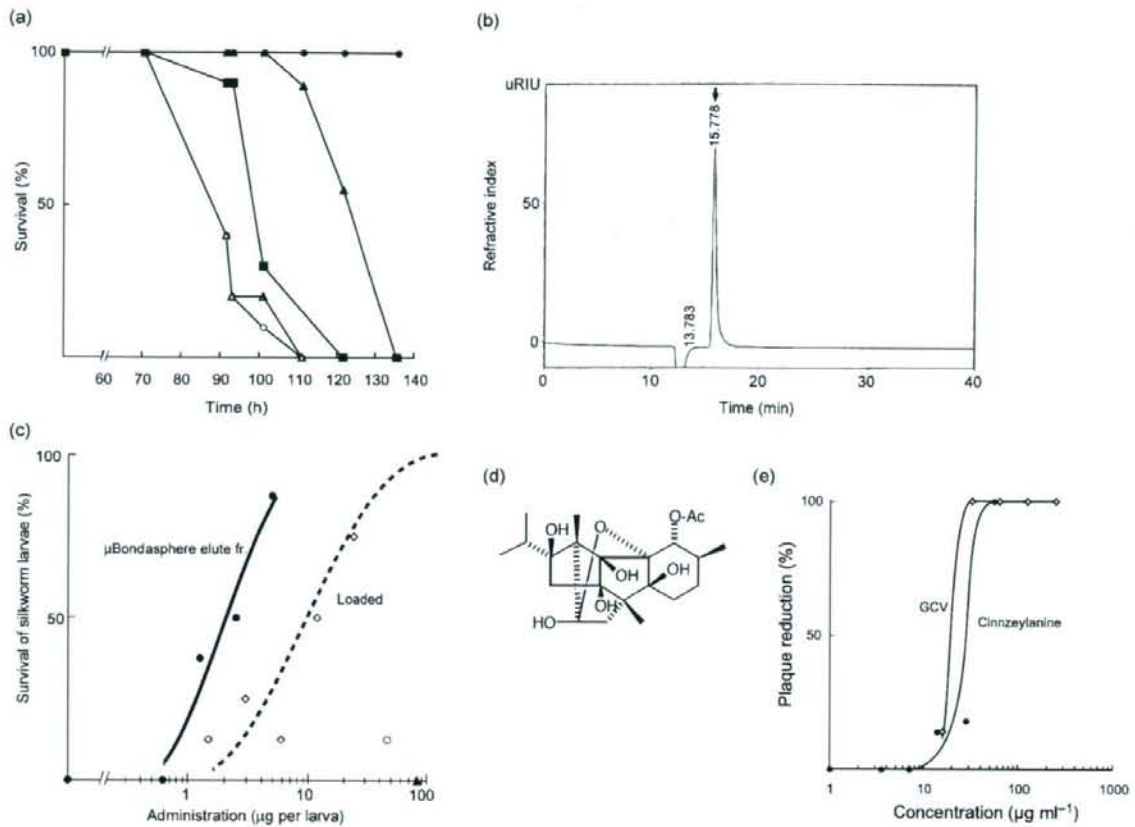 (a)
100
50
Survival (%)
60 70 80 90 100 110 120 130 140
Time (h)
(b)
uRIU
50
0
Refractive index
13.783
15.778
0 10 20 30 40
Time (min)
(c)
100
50
Survival of silkworm larvae (%)
µBondasphere elute fr.
Loaded
1 10 100
Administration (µg per larva)
(d)
O-Ac
OH
O
OH
OH
OH
HO
(e)
100
50
Plaque reduction (%)
GCV
Cinnzeylanine
1 10 100 1000
Concentration (µg ml⁻¹)